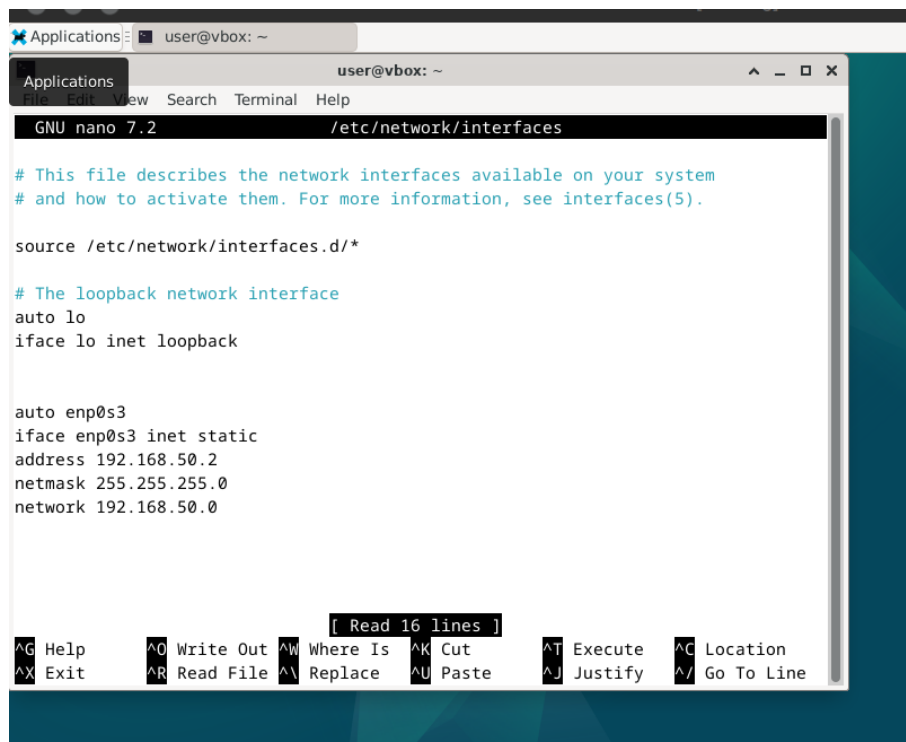 Applications user@vbox: ~
Applications
user@vbox: ~
File Edit View Search Terminal Help
GNU nano 7.2 /etc/network/interfaces
# This file describes the network interfaces available on your system
# and how to activate them. For more information, see interfaces(5).
source /etc/network/interfaces.d/*
# The loopback network interface
auto lo
iface lo inet loopback
auto enp0s3
iface enp0s3 inet static
address 192.168.50.2
netmask 255.255.255.0
network 192.168.50.0
[ Read 16 lines ]
^G Help ^O Write Out ^W Where Is ^K Cut ^T Execute ^C Location
^X Exit ^R Read File ^\ Replace ^U Paste ^J Justify ^/ Go To Line